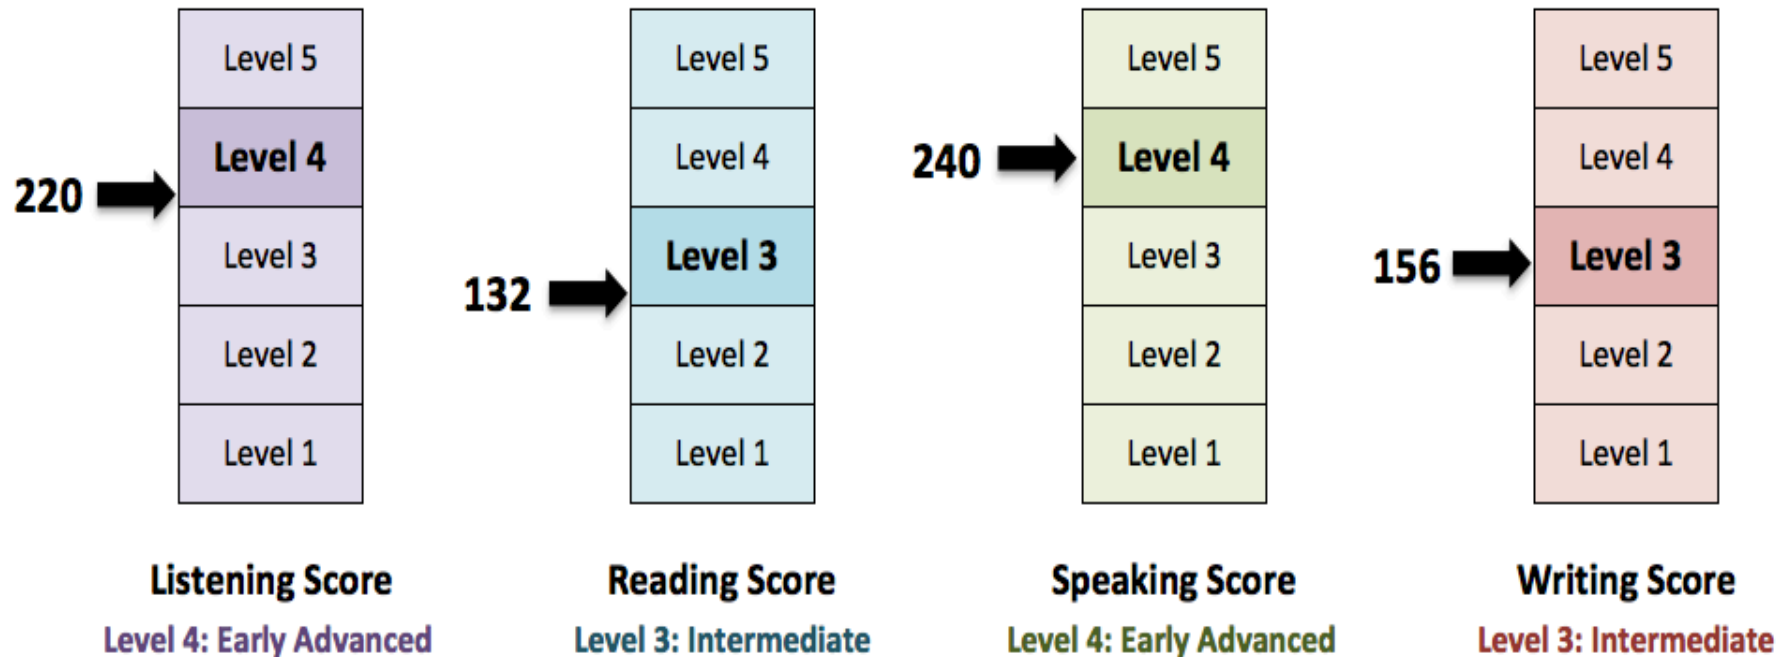 Level 5
Level 4
Level 3
Level 2
Level 1
220
Listening Score
Level 4: Early Advanced
Level 5
Level 4
Level 3
Level 2
Level 1
132
Reading Score
Level 3: Intermediate
Level 5
Level 4
Level 3
Level 2
Level 1
240
Speaking Score
Level 4: Early Advanced
Level 5
Level 4
Level 3
Level 2
Level 1
156
Writing Score
Level 3: Intermediate